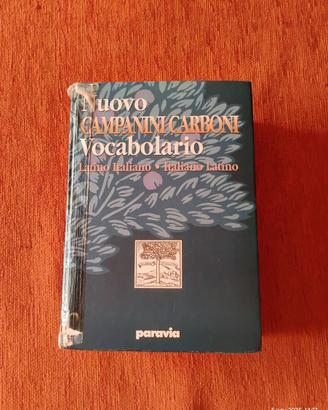 Nuovo
CAMPANINI CARBONI
Vocabolario
Latino Italiano • Italiano Latino
paravia